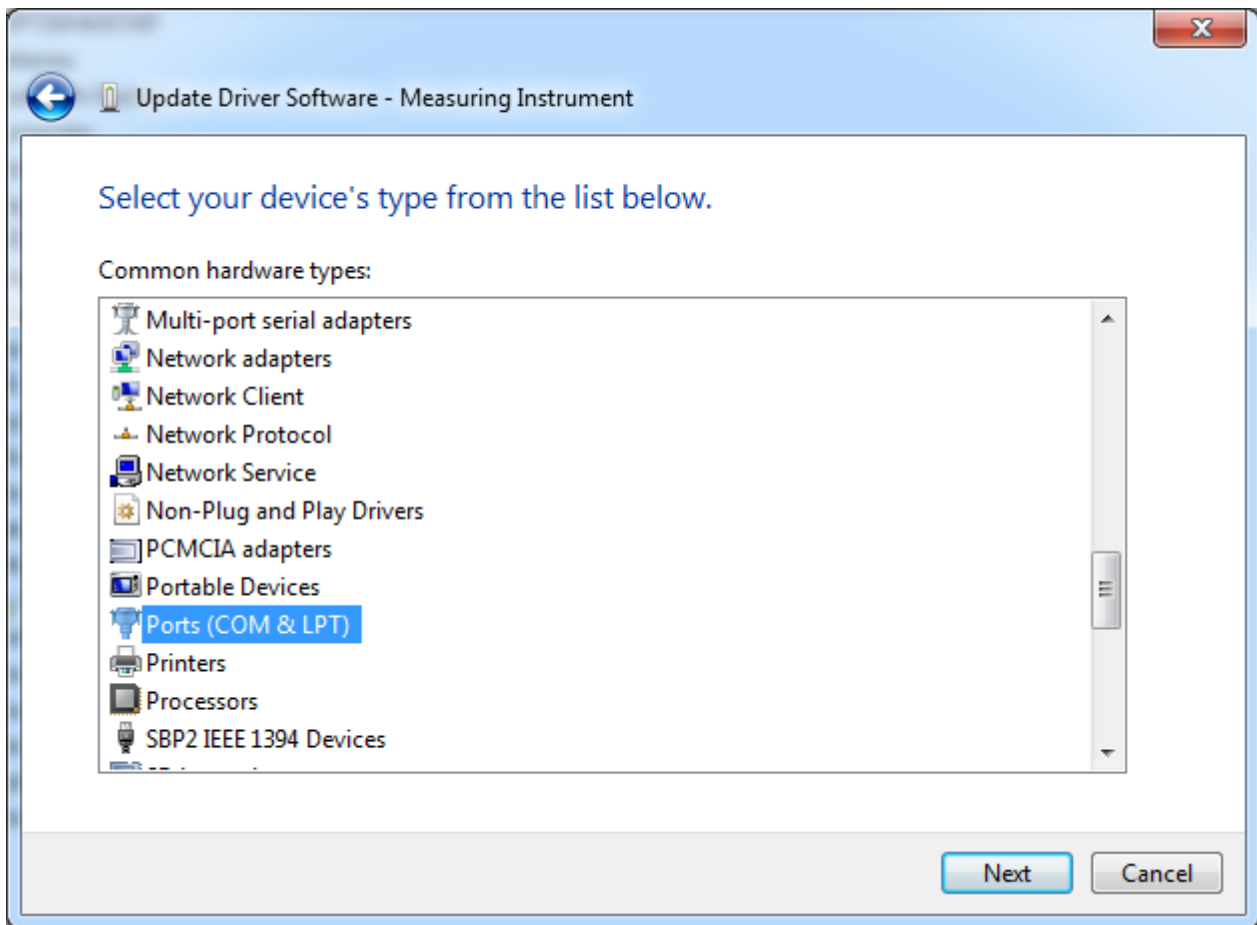 Update Driver Software - Measuring Instrument
Select your device's type from the list below.
Common hardware types:
Multi-port serial adapters
Network adapters
Network Client
Network Protocol
Network Service
Non-Plug and Play Drivers
PCMCIA adapters
Portable Devices
Ports (COM & LPT)
Printers
Processors
SBP2 IEEE 1394 Devices
Next
Cancel